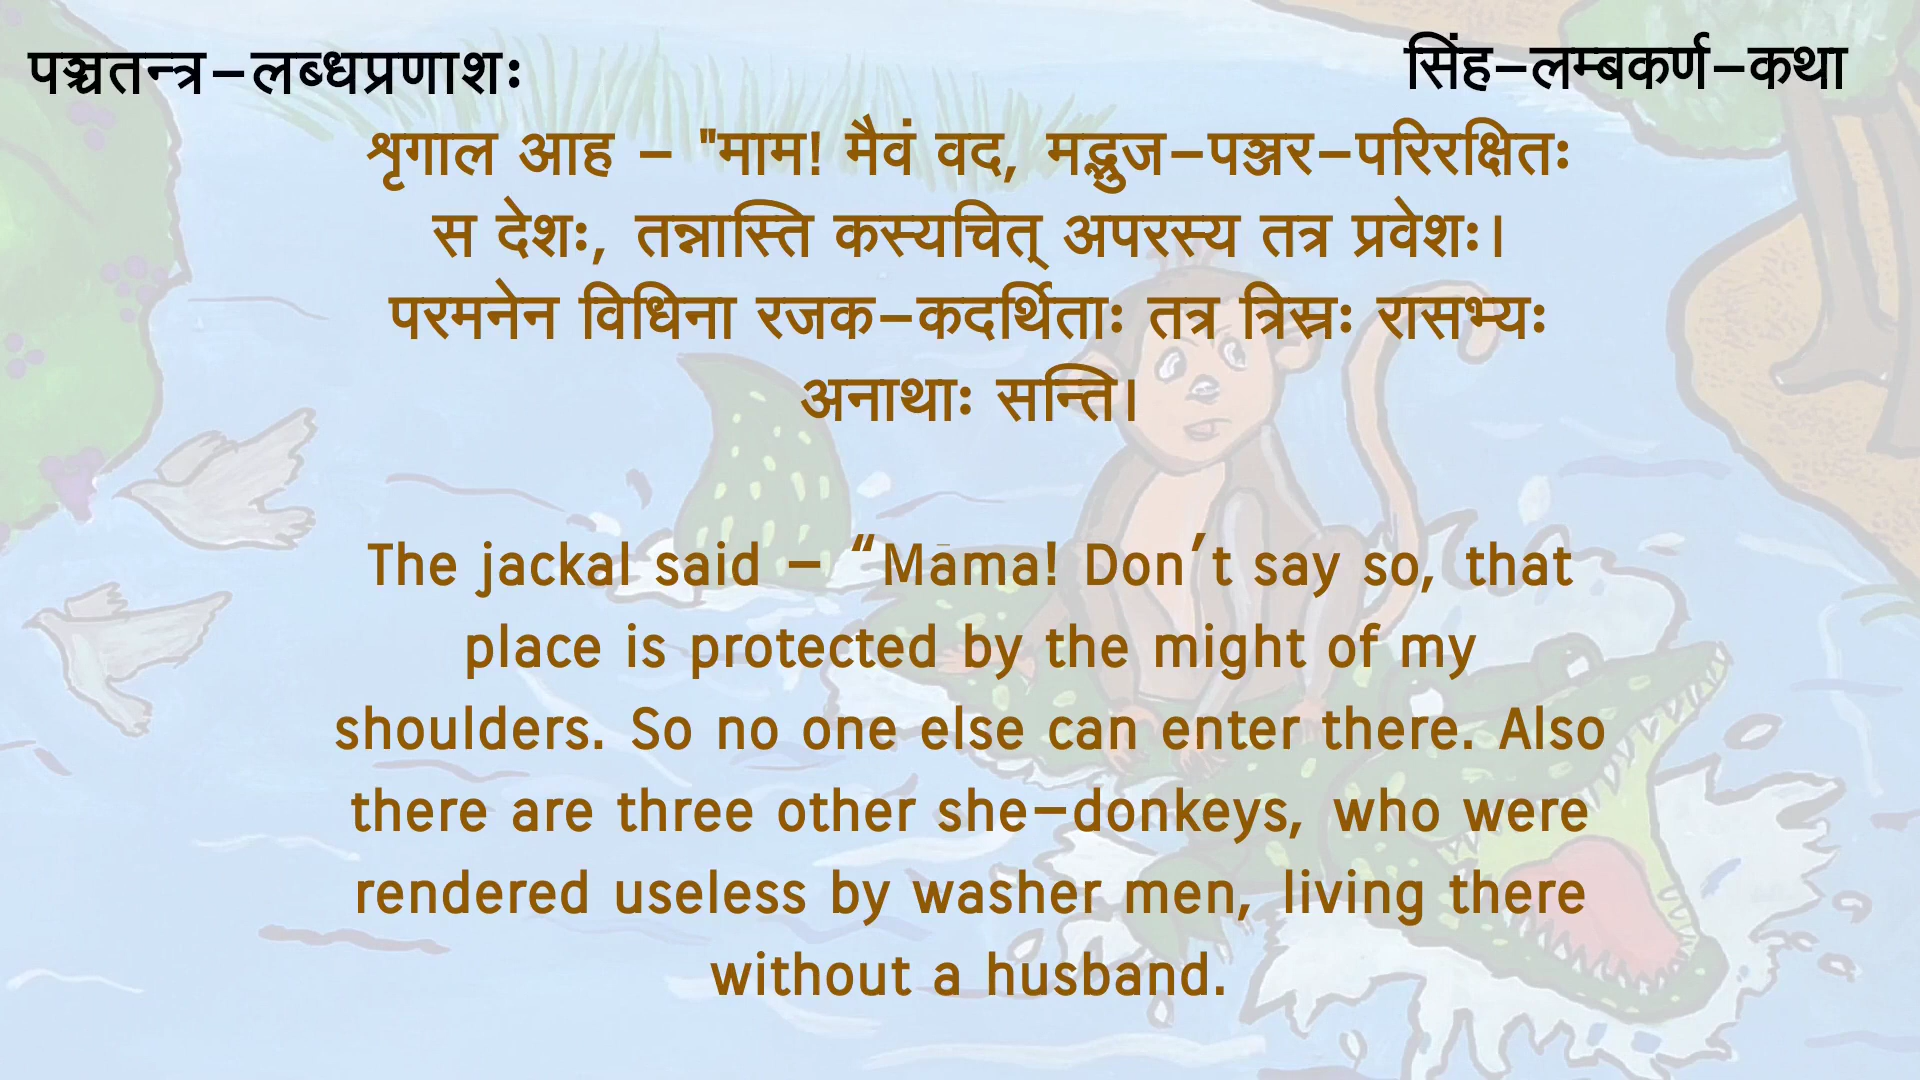 पञ्चतन्त्र-लब्धप्रणाशः
सिंह-लम्बकर्ण-कथा
शृगाल आह - "माम! मैवं वद, मद्भुज-पञ्जर-परिरक्षितः
स देशः, तन्नास्ति कस्यचित् अपरस्य तत्र प्रवेशः।
परमनेन विधिना रजक-कदर्थिताः तत्र त्रिस्रः रासभ्यः
अनाथाः सन्ति।
The jackal said - “Māma! Don’t say so, that
place is protected by the might of my
shoulders. So no one else can enter there. Also
there are three other she-donkeys, who were
rendered useless by washer men, living there
without a husband.